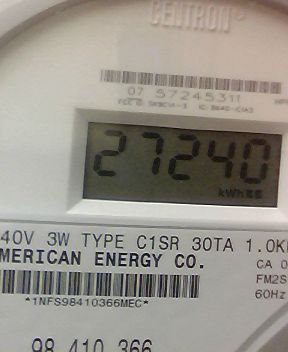 CENTRON®
07 57245311
27240
kWh
40V 3W TYPE C1SR 30TA 1.0K
MERICAN ENERGY CO.
CA 0
FM2S
60Hz
*1NFS98410366MEC*
98 410 366